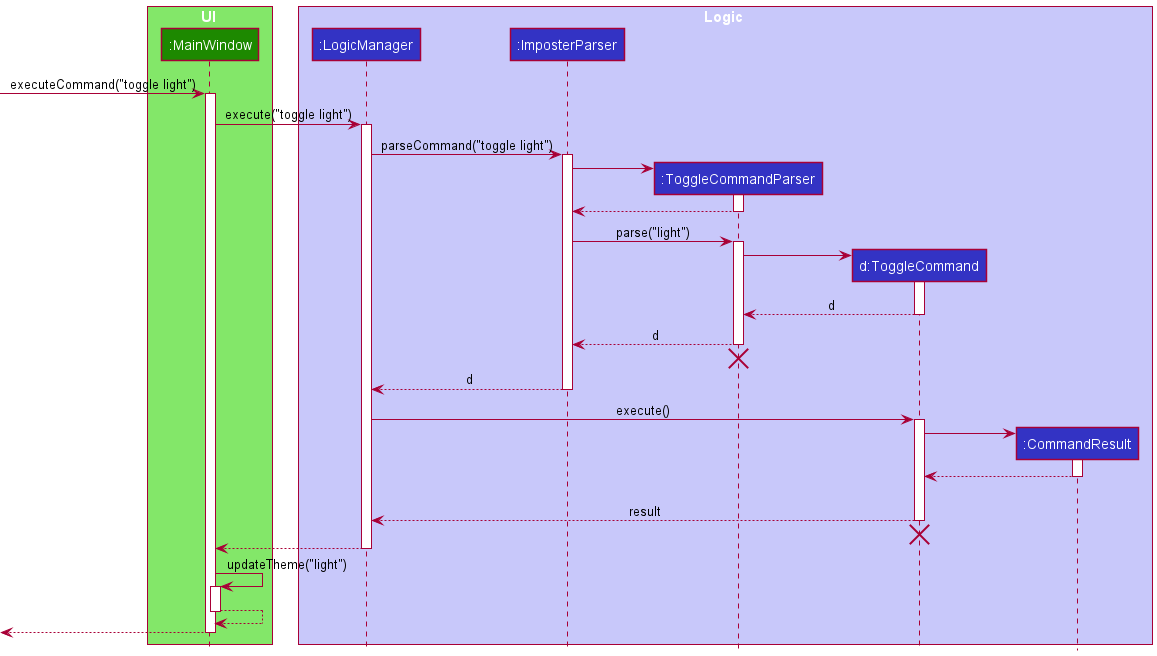 UI
Logic
:MainWindow
:LogicManager
:ImposterParser
executeCommand("toggle light")
execute("toggle light")
parseCommand("toggle light")
:ToggleCommandParser
parse("light")
d:ToggleCommand
d
d
d
execute()
:CommandResult
result
updateTheme("light")